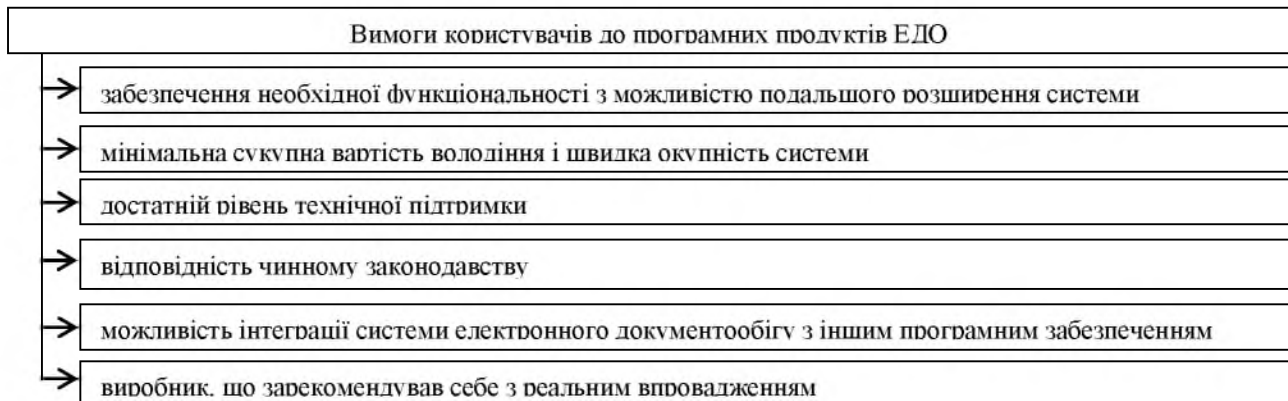 Вимоги користувачів до програмних продуктів ЕДО
забезпечення необхідної функціональності з можливістю подальшого розширення системи
мінімальна сукупна вартість володіння і швидка окупність системи
достатній рівень технічної підтримки
відповідність чинному законодавству
можливість інтеграції системи електронного документообігу з іншим програмним забезпеченням
виробник, що зарекомендував себе з реальним впровадженням